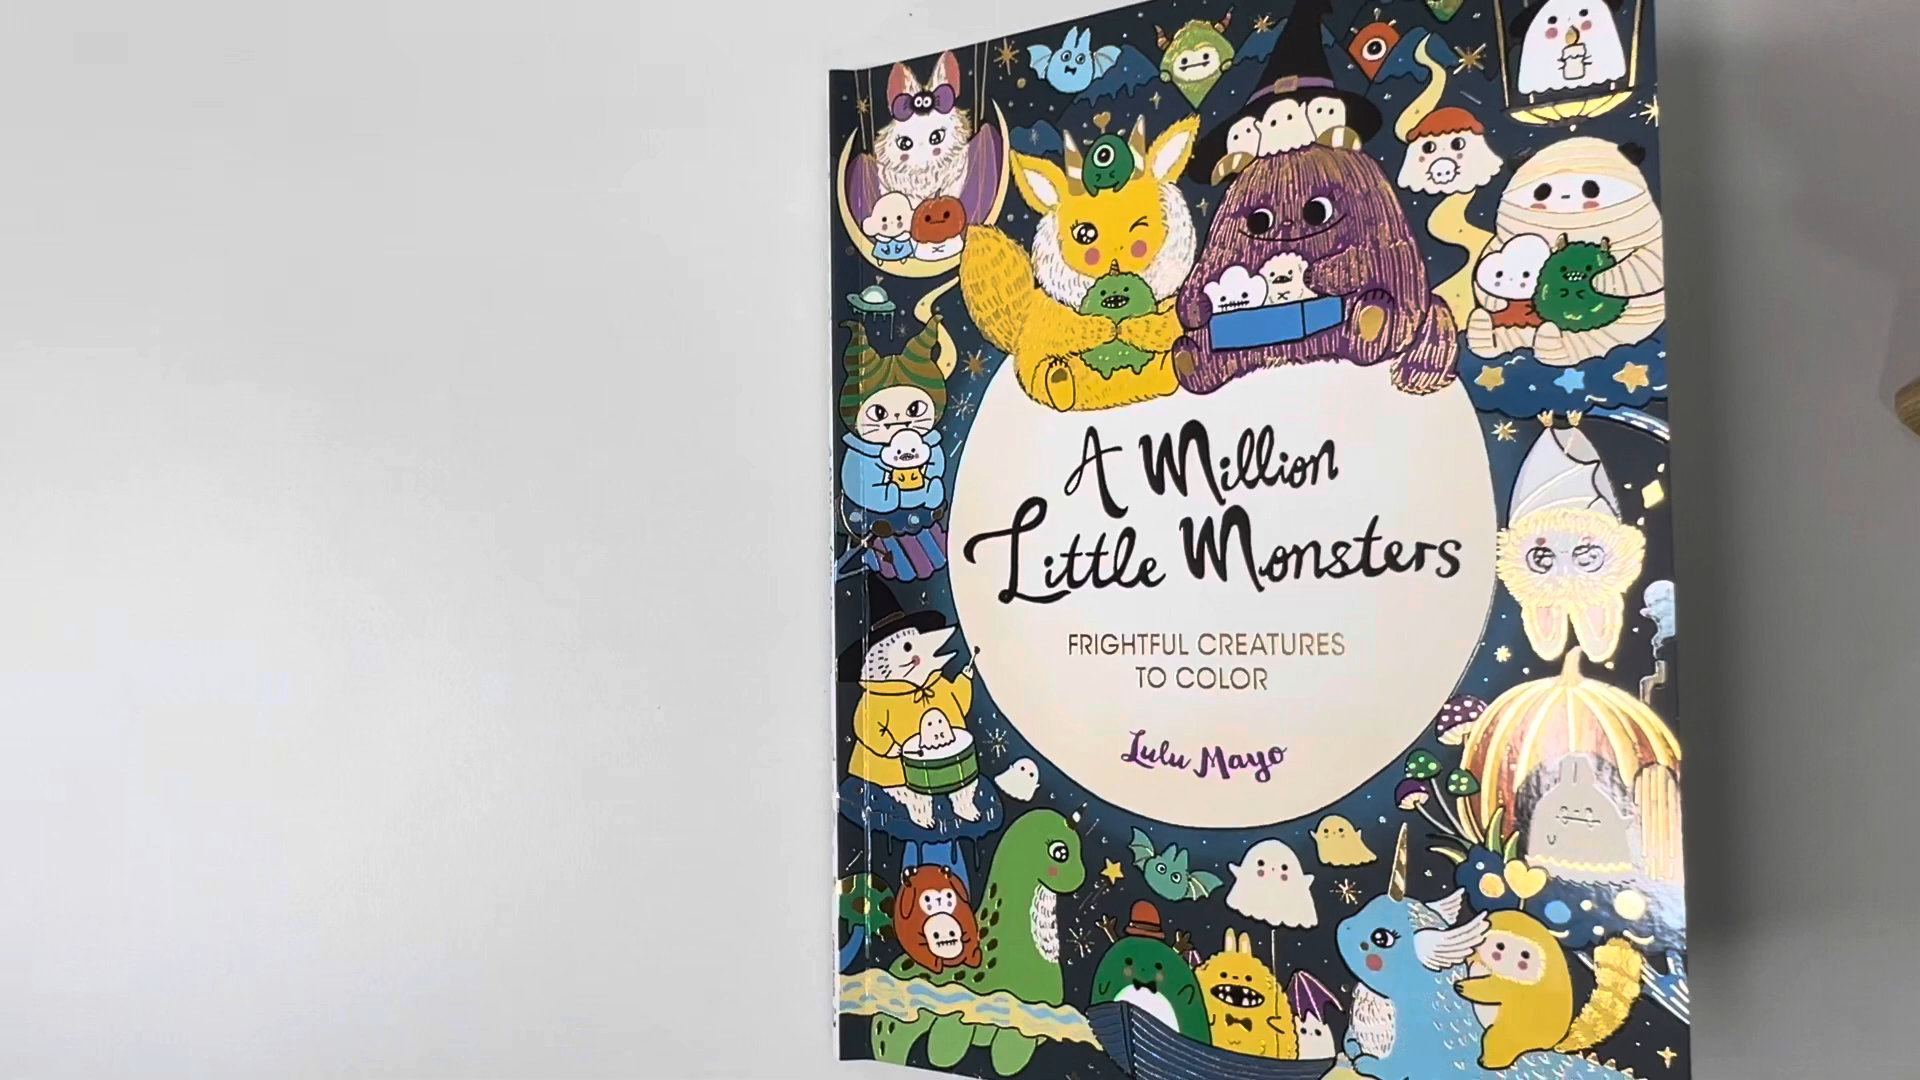 A Million
Little Monsters
FRIGHTFUL CREATURES
TO COLOR
Lulu Mayo